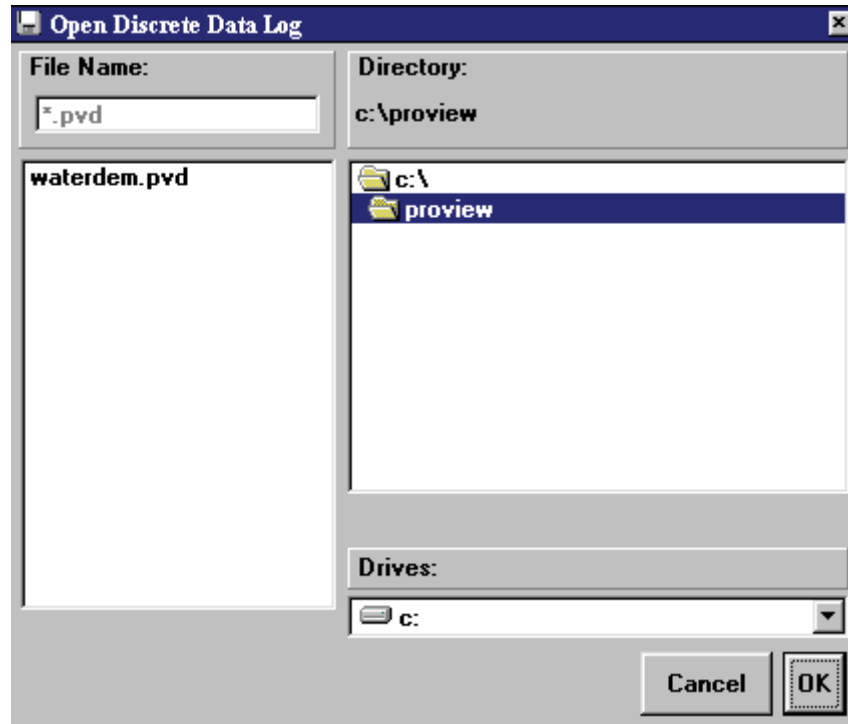 Open Discrete Data Log
File Name:
*.pvd
waterdem.pvd
Directory:
c:\proview
c:\
proview
Drives:
c:
Cancel
OK